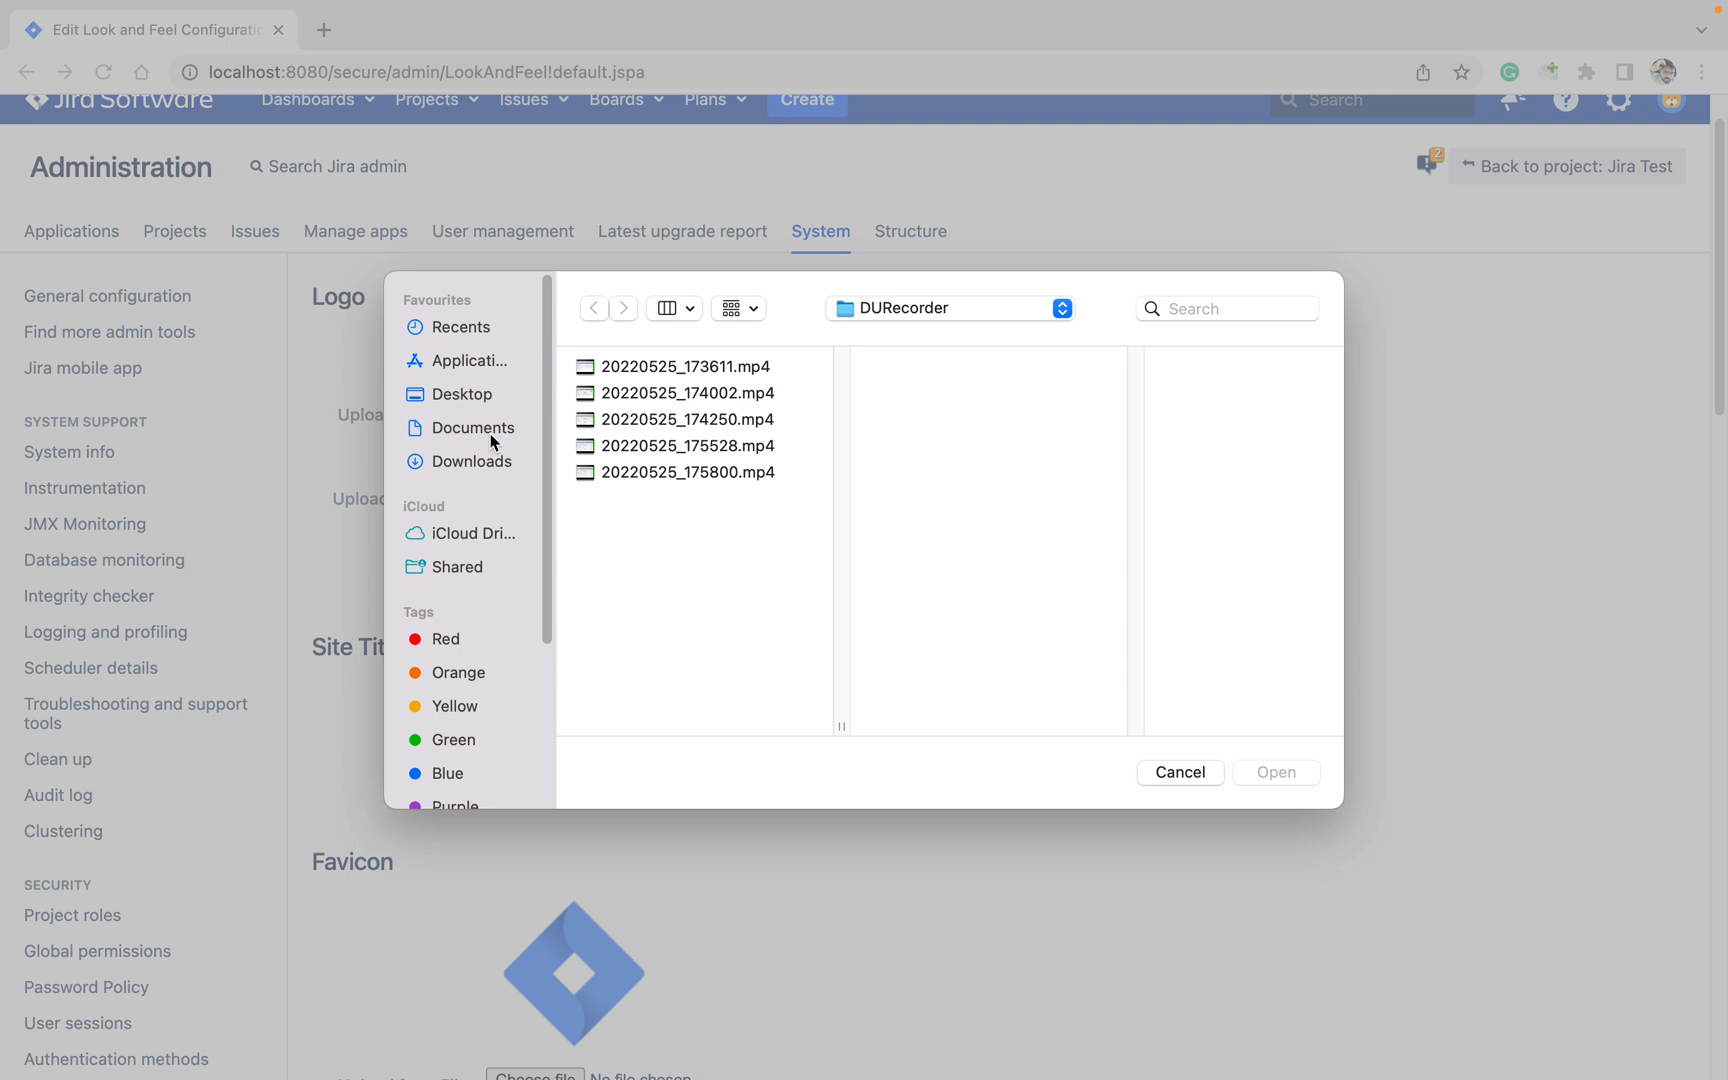 Edit Look and Feel Configuratio
localhost:8080/secure/admin/LookAndFeel!default.jspa
Jira Software Dashboards Projects Issues Boards Plans Create Search
Administration Search Jira admin 2 Back to project: Jira Test
Applications Projects Issues Manage apps User management Latest upgrade report System Structure
General configuration
Find more admin tools
Jira mobile app
SYSTEM SUPPORT
System info
Instrumentation
JMX Monitoring
Database monitoring
Integrity checker
Logging and profiling
Scheduler details
Troubleshooting and support
tools
Clean up
Audit log
Clustering
SECURITY
Project roles
Global permissions
Password Policy
User sessions
Authentication methods
Logo
Uploa
Upload
Site Tit
Favicon
Choose file No file chosen
Favourites
Recents
Applicati...
Desktop
Documents
Downloads
iCloud
iCloud Dri...
Shared
Tags
Red
Orange
Yellow
Green
Blue
Purple
DURecorder
Search
20220525_173611.mp4
20220525_174002.mp4
20220525_174250.mp4
20220525_175528.mp4
20220525_175800.mp4
Cancel Open